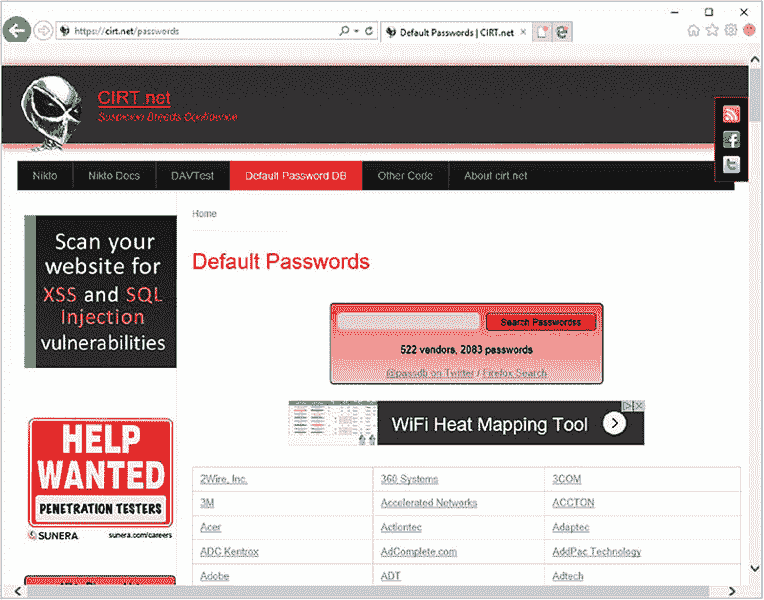 https://cirt.net/passwords
Default Passwords | CIRT.net
CIRT.net
Suspicion Breeds Confidence
Nikto
Nikto Docs
DAVTest
Default Password DB
Other Code
About cirt.net
Scan your
website for
XSS and SQL
Injection
vulnerabilities
HELP
WANTED
PENETRATION TESTERS
SUNERA
sunera.com/careers
Home
Default Passwords
Search Passwords
522 vendors, 2083 passwords
@passdb on Twitter / Firefox Search
WiFi Heat Mapping Tool
2Wire, Inc. 360 Systems 3COM
3M Accelerated Networks ACCTON
Acer Actiontec Adaptec
ADC Kentrox AdComplete.com AddPac Technology
Adobe ADT Adtech